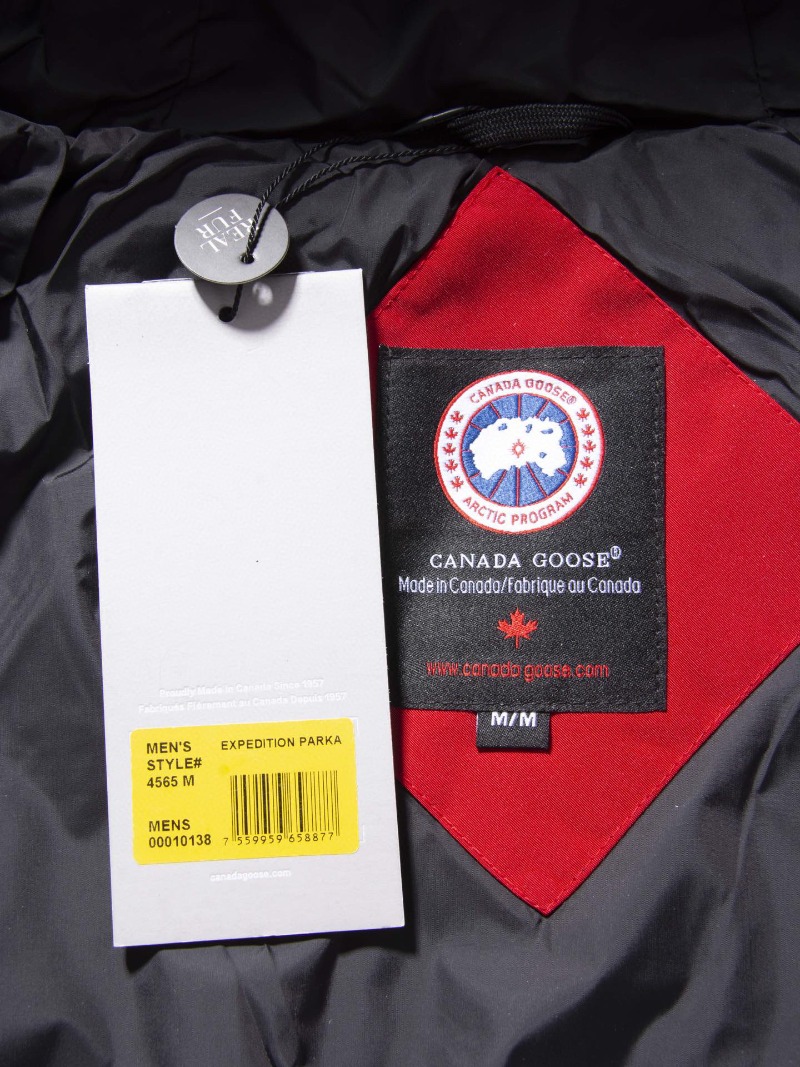 REAL
FUR
CANADA GOOSE®
ARCTIC PROGRAM
CANADA GOOSE®
Made in Canada/Fabrique au Canada
www.canadagoose.com
M/M
Proudly Made in Canada Since 1957
Fabriqués Fièrement au Canada Depuis 1957
MEN'S
STYLE#
4565 M
EXPEDITION PARKA
MENS
00010138
7 559959 658877
canadagoose.com